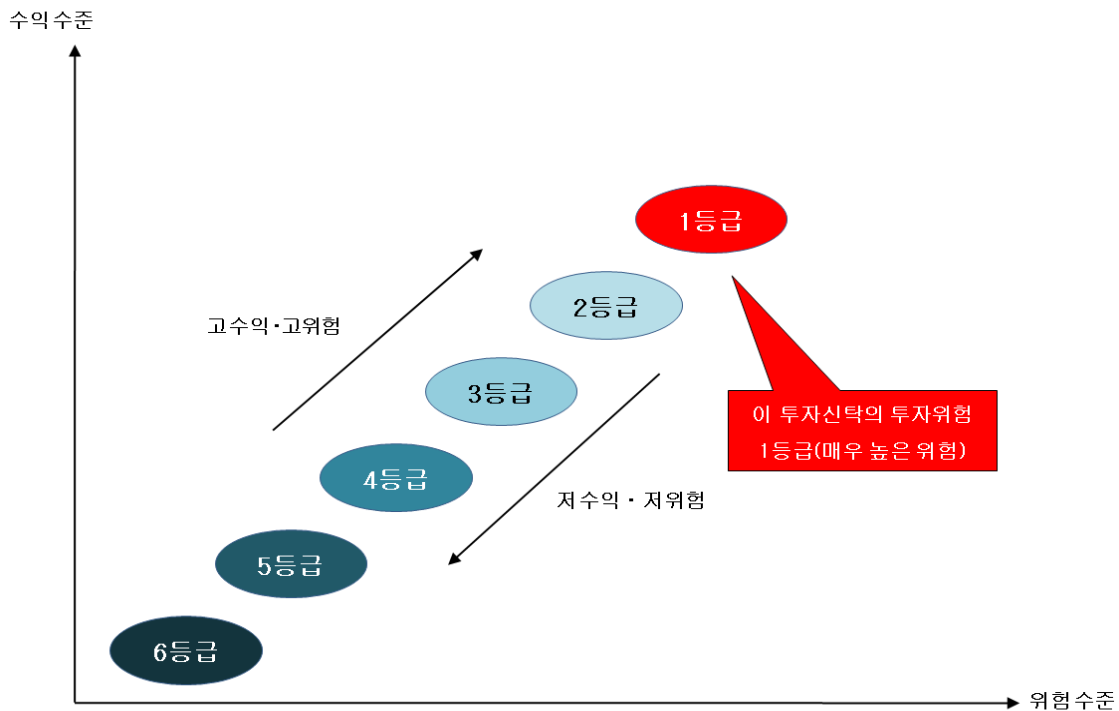 수익수준
1등급
2등급
고수익·고위험
3등급
이 투자신탁의 투자위험
1등급(매우 높은 위험)
4등급
저수익 · 저위험
5등급
6등급
위험수준